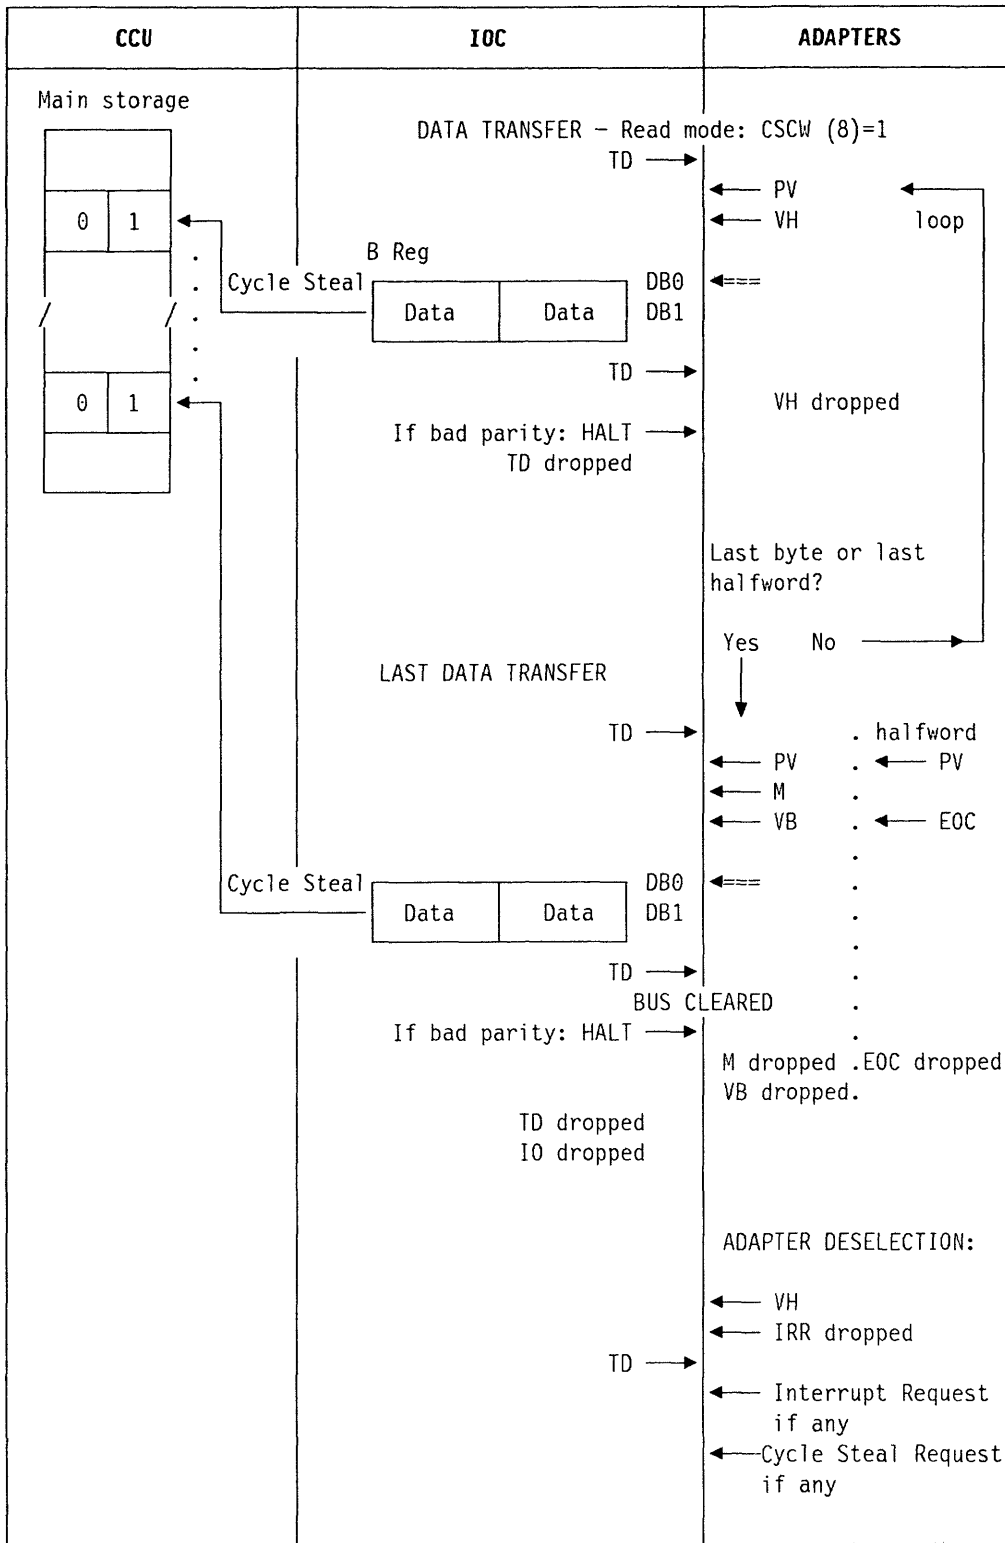 CCU IOC ADAPTERS
Main storage
DATA TRANSFER — Read mode: CSCW (8)=1
TD
PV
0 1 VH loop
B Reg
Cycle Steal DB0 ===
Data Data DB1
TD
0 1 VH dropped
If bad parity: HALT
TD dropped
Last byte or last
halfword?
Yes No
LAST DATA TRANSFER
TD . halfword
PV . PV
M .
VB . EOC
Cycle Steal DB0 ===
Data Data DB1
TD
BUS CLEARED
If bad parity: HALT
M dropped .EOC dropped
VB dropped.
TD dropped
IO dropped
ADAPTER DESELECTION:
VH
IRR dropped
TD
Interrupt Request
if any
Cycle Steal Request
if any